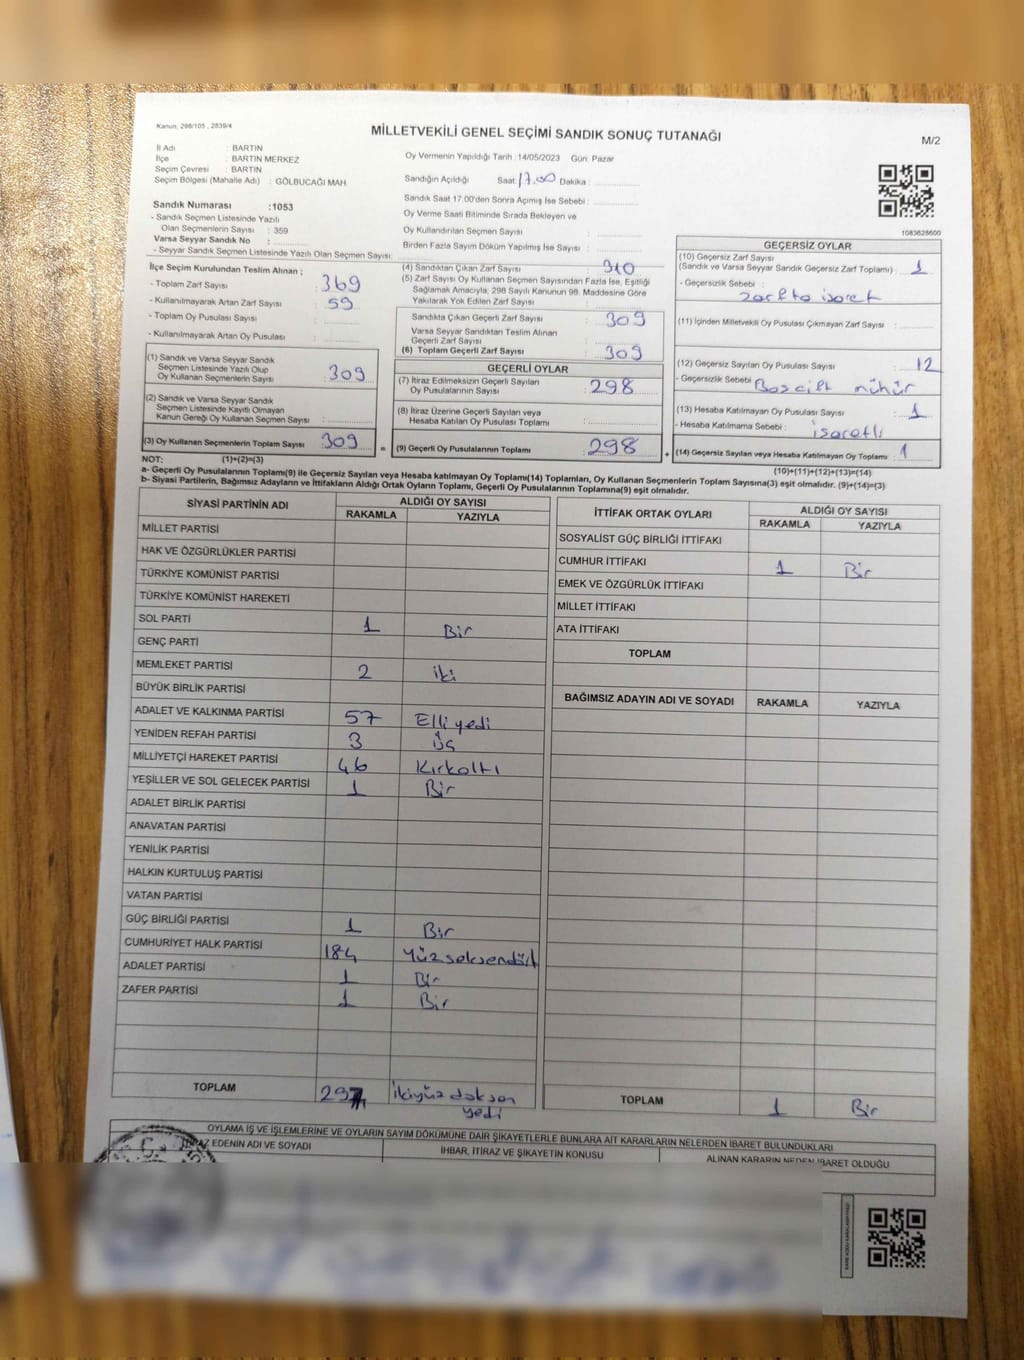 Kanun, 298/105 , 2839/4
MİLLETVEKİLİ GENEL SEÇİMİ SANDIK SONUÇ TUTANAĞI
M/2
İl Adı : BARTIN
İlçe : BARTIN MERKEZ
Seçim Çevresi : BARTIN
Seçim Bölgesi (Mahalle Adı) : GÖLBUCAĞI MAH.
Sandık Numarası :1053
- Sandık Seçmen Listesinde Yazılı
Olan Seçmenlerin Sayısı : 359
Varsa Seyyar Sandık No :
- Seyyar Sandık Seçmen Listesinde Yazılı Olan Seçmen Sayısı:
Oy Vermenin Yapıldığı Tarih :14/05/2023 Gün: Pazar
Sandığın Açıldığı Saat: 17.00 Dakika :
Sandık Saat 17:00'den Sonra Açılmış İse Sebebi :
Oy Verme Saati Bitiminde Sırada Bekleyen ve
Oy Kullandırılan Seçmen Sayısı :
Birden Fazla Sayım Döküm Yapılmış İse Sayısı :
1083628600
İlçe Seçim Kurulundan Teslim Alınan ;
- Toplam Zarf Sayısı : 369
- Kullanılmayarak Artan Zarf Sayısı : 59
- Toplam Oy Pusulası Sayısı :
- Kullanılmayarak Artan Oy Pusulası :
(1) Sandık ve Varsa Seyyar Sandık
Seçmen Listesinde Yazılı Olup
Oy Kullanan Seçmenlerin Sayısı : 309
(2) Sandık ve Varsa Seyyar Sandık
Seçmen Listesinde Kayıtlı Olmayan
Kanun Gereği Oy Kullanan Seçmen Sayısı :
(3) Oy Kullanan Seçmenlerin Toplam Sayısı : 309
(4) Sandıktan Çıkan Zarf Sayısı : 310
(5) Zarf Sayısı Oy Kullanan Seçmen Sayısından Fazla İse, Eşitliği
Sağlamak Amacıyla; 298 Sayılı Kanunun 98. Maddesine Göre
Yakılarak Yok Edilen Zarf Sayısı :
Sandıkta Çıkan Geçerli Zarf Sayısı : 309
Varsa Seyyar Sandıktan Teslim Alınan
Geçerli Zarf Sayısı :
(6) Toplam Geçerli Zarf Sayısı : 309
GEÇERLİ OYLAR
(7) İtiraz Edilmeksizin Geçerli Sayılan
Oy Pusulalarının Sayısı : 298
(8) İtiraz Üzerine Geçerli Sayılan veya
Hesaba Katılan Oy Pusulaları Toplamı :
= (9) Geçerli Oy Pusulalarının Toplamı : 298
GEÇERSİZ OYLAR
(10) Geçersiz Zarf Sayısı
(Sandık ve Varsa Seyyar Sandık Geçersiz Zarf Toplamı) : 1
- Geçersizlik Sebebi :
zarfta işaret
(11) İçinden Milletvekili Oy Pusulası Çıkmayan Zarf Sayısı :
(12) Geçersiz Sayılan Oy Pusulası Sayısı : 12
- Geçersizlik Sebebi : mühür
(13) Hesaba Katılmayan Oy Pusulası Sayısı : 1
- Hesaba Katılmama Sebebi : işaretli
+ (14) Geçersiz Sayılan veya Hesaba Katılmayan Oy Toplamı : 1
NOT: (1)+(2)=(3) (10)+(11)+(12)+(13)=(14)
a- Geçerli Oy Pusulalarının Toplamı(9) ile Geçersiz Sayılan veya Hesaba katılmayan Oy Toplamı(14) Toplamları, Oy Kullanan Seçmenlerin Toplam Sayısına(3) eşit olmalıdır. (9)+(14)=(3)
b- Siyasi Partilerin, Bağımsız Adayların ve İttifakların Aldığı Ortak Oyların Toplamı, Geçerli Oy Pusulalarının Toplamına(9) eşit olmalıdır.
SİYASİ PARTİNİN ADI ALDIĞI OY SAYISI
RAKAMLA YAZIYLA
MİLLET PARTİSİ
HAK VE ÖZGÜRLÜKLER PARTİSİ
TÜRKİYE KOMÜNİST PARTİSİ
TÜRKİYE KOMÜNİST HAREKETİ
SOL PARTİ 1 Bir
GENÇ PARTİ
MEMLEKET PARTİSİ 2 iki
BÜYÜK BİRLİK PARTİSİ
ADALET VE KALKINMA PARTİSİ 57 Elli yedi
YENİDEN REFAH PARTİSİ 3 üç
MİLLİYETÇİ HAREKET PARTİSİ 46 Kırkaltı
YEŞİLLER VE SOL GELECEK PARTİSİ 1 Bir
ADALET BİRLİK PARTİSİ
ANAVATAN PARTİSİ
YENİLİK PARTİSİ
HALKIN KURTULUŞ PARTİSİ
VATAN PARTİSİ
GÜÇ BİRLİĞİ PARTİSİ 1 Bir
CUMHURİYET HALK PARTİSİ 184 Yüzseksendört
ADALET PARTİSİ 1 Bir
ZAFER PARTİSİ 1 Bir
TOPLAM 297 İkiyüz doksan
yedi
İTTİFAK ORTAK OYLARI ALDIĞI OY SAYISI
RAKAMLA YAZIYLA
SOSYALİST GÜÇ BİRLİĞİ İTTİFAKI
CUMHUR İTTİFAKI 1 Bir
EMEK VE ÖZGÜRLÜK İTTİFAKI
MİLLET İTTİFAKI
ATA İTTİFAKI
TOPLAM
BAĞIMSIZ ADAYIN ADI VE SOYADI RAKAMLA YAZIYLA
TOPLAM 1 Bir
OYLAMA İŞ VE İŞLEMLERİNE VE OYLARIN SAYIM DÖKÜMÜNE DAİR ŞİKAYETLERLE BUNLARA AİT KARARLARIN NELERDEN İBARET BULUNDUKLARI
EDENİN ADI VE SOYADI İHBAR, İTİRAZ VE ŞİKAYETİN KONUSU ALINAN KARARIN NEDEN İBARET OLDUĞU